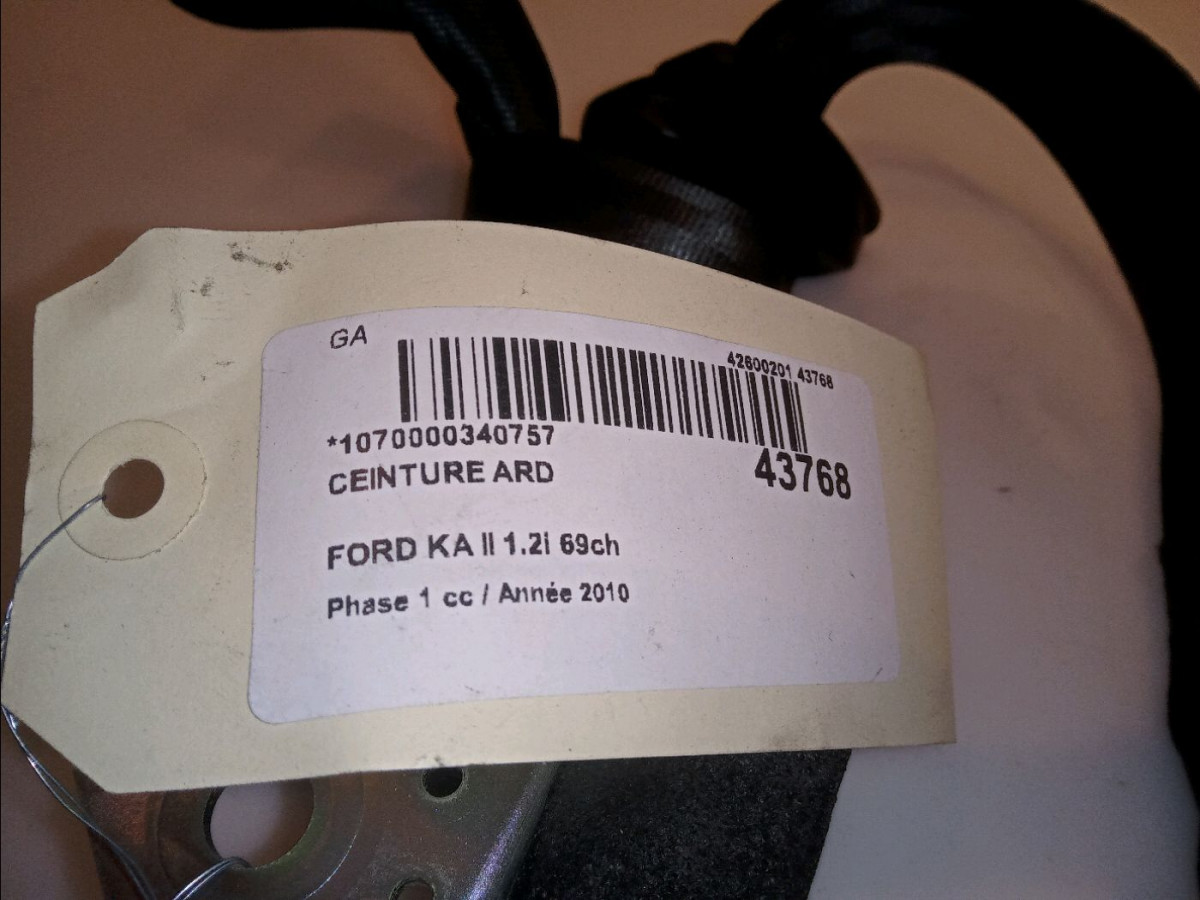 GA
42600201 43768
*1070000340757
43768
CEINTURE ARD
FORD KA II 1.2i 69ch
Phase 1 cc / Année 2010